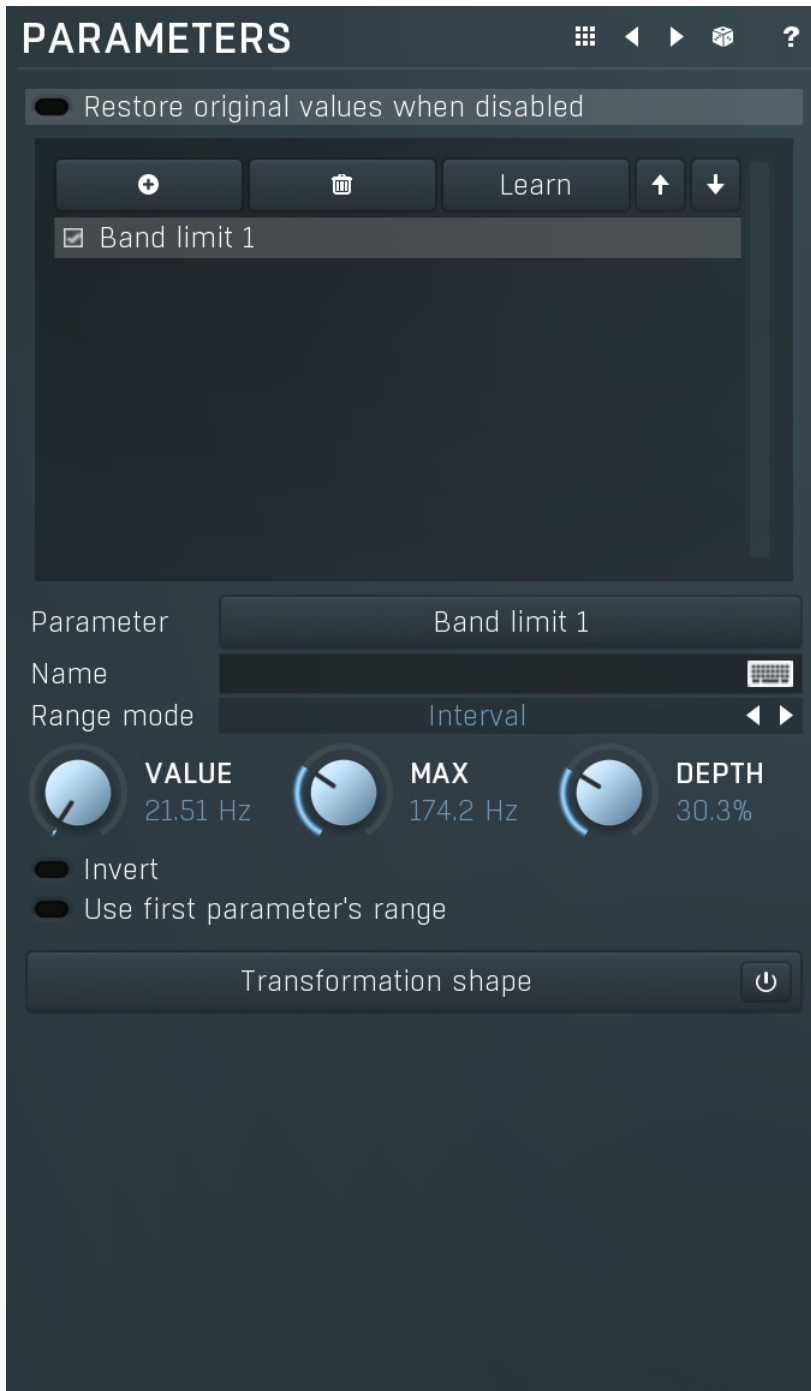 PARAMETERS ?
Restore original values when disabled
Learn
Band limit 1
Parameter Band limit 1
Name
Range mode Interval
VALUE MAX DEPTH
21.51 Hz 174.2 Hz 30.3%
Invert
Use first parameter's range
Transformation shape